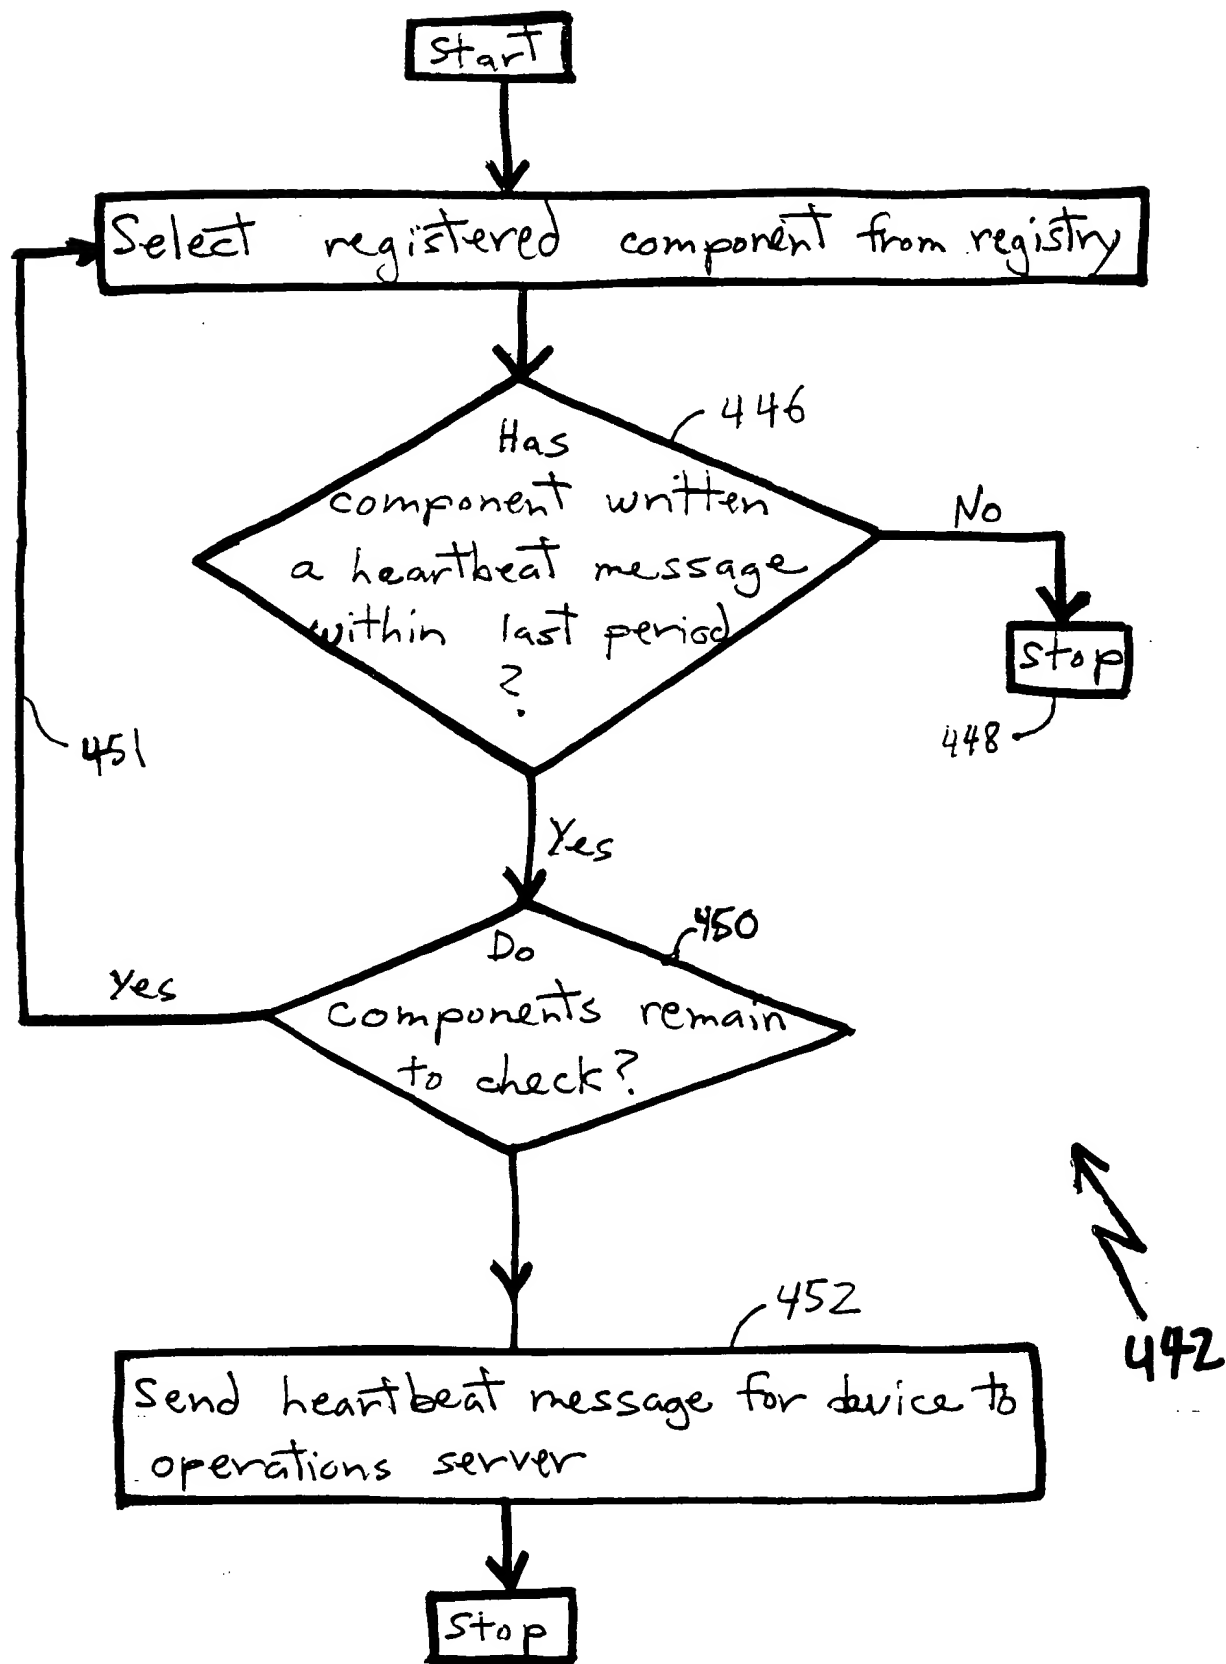 Start
Select registered component from registry
446
Has
component written
a heartbeat message
within last period
?
No
Stop
448
451
Yes
450
Do
components remain
to check?
Yes
452
Send heartbeat message for device to
operations server
442
Stop